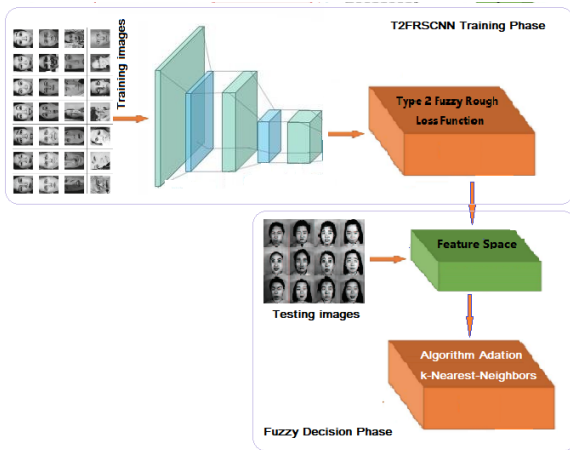 T2FRSCNN Training Phase
Training images
Type 2 Fuzzy Rough
Loss Function
Feature Space
Testing images
Algorithm Adation
k-Nearest-Neighbors
Fuzzy Decision Phase